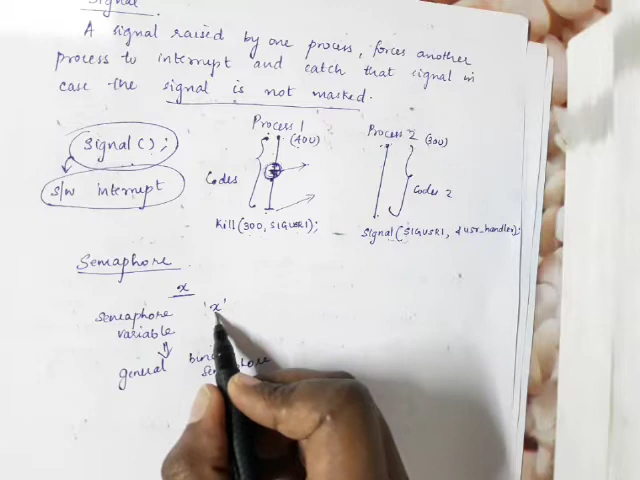 Signal
A signal raised by one process, forces another
process to interrupt and catch that signal in
case the signal is not masked.
Signal();
S/W interrupt
Process 1
(400)
Codes
Kill(300, SIGUSR1);
Process 2 (300)
Codes 2
Signal(SIGUSR1, &usr_handler);
Semaphore
x
semaphore
variable
'x'
general